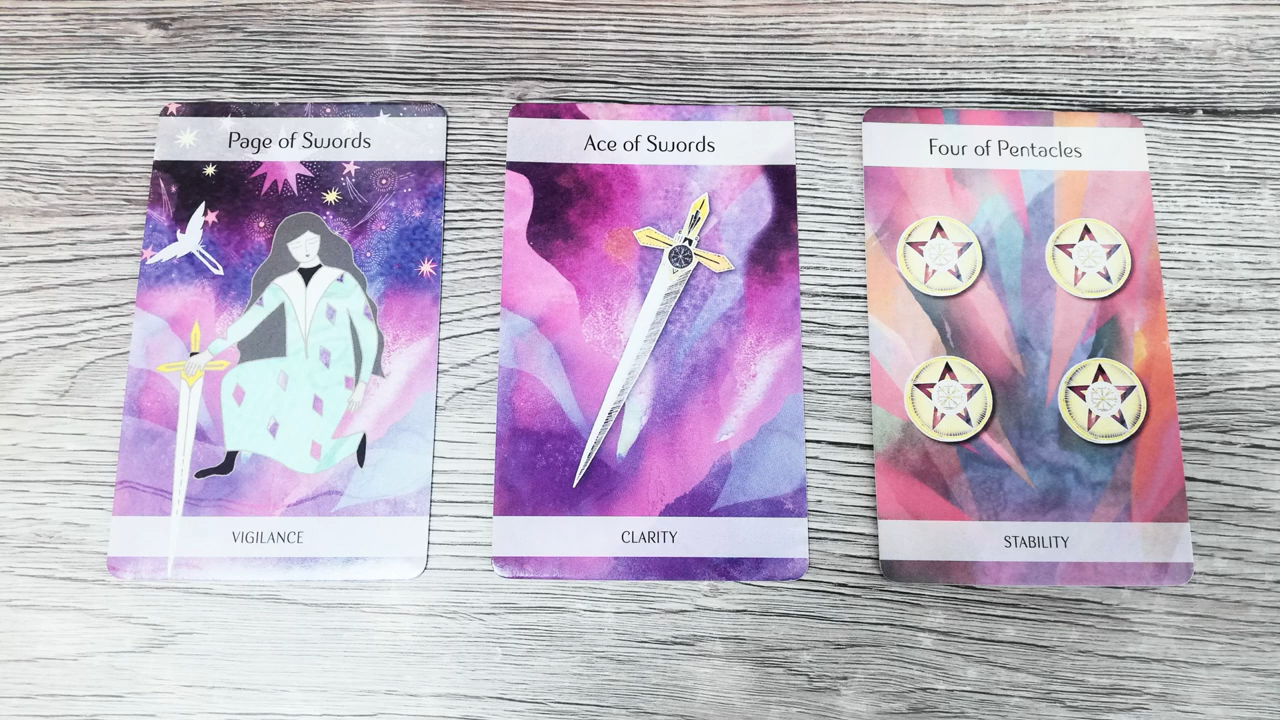 Page of Swords
VIGILANCE
Ace of Swords
CLARITY
Four of Pentacles
STABILITY